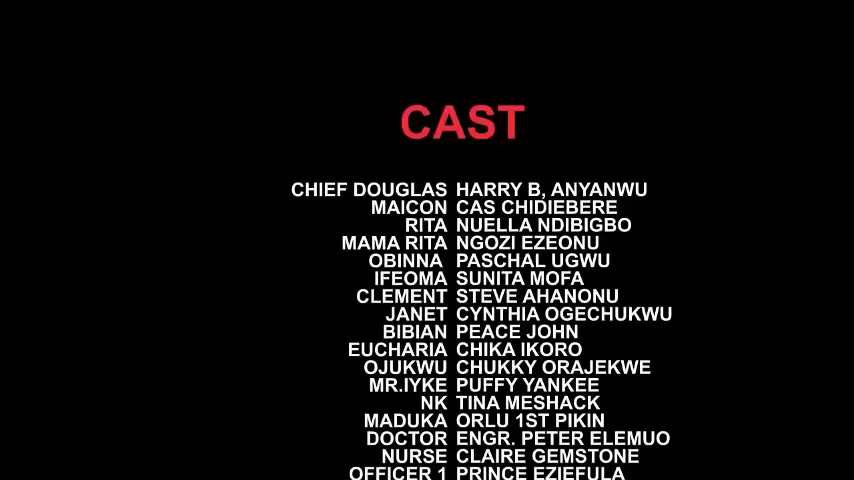 CAST
CHIEF DOUGLAS HARRY B, ANYANWU
MAICON CAS CHIDIEBERE
RITA NUELLA NDIBIGBO
MAMA RITA NGOZI EZEONU
OBINNA PASCHAL UGWU
IFEOMA SUNITA MOFA
CLEMENT STEVE AHANONU
JANET CYNTHIA OGECHUKWU
BIBIAN PEACE JOHN
EUCHARIA CHIKA IKORO
OJUKWU CHUKKY ORAJEKWE
MR.IYKE PUFFY YANKEE
NK TINA MESHACK
MADUKA ORLU 1ST PIKIN
DOCTOR ENGR. PETER ELEMUO
NURSE CLAIRE GEMSTONE
OFFICER 1 PRINCE EZIEFULA